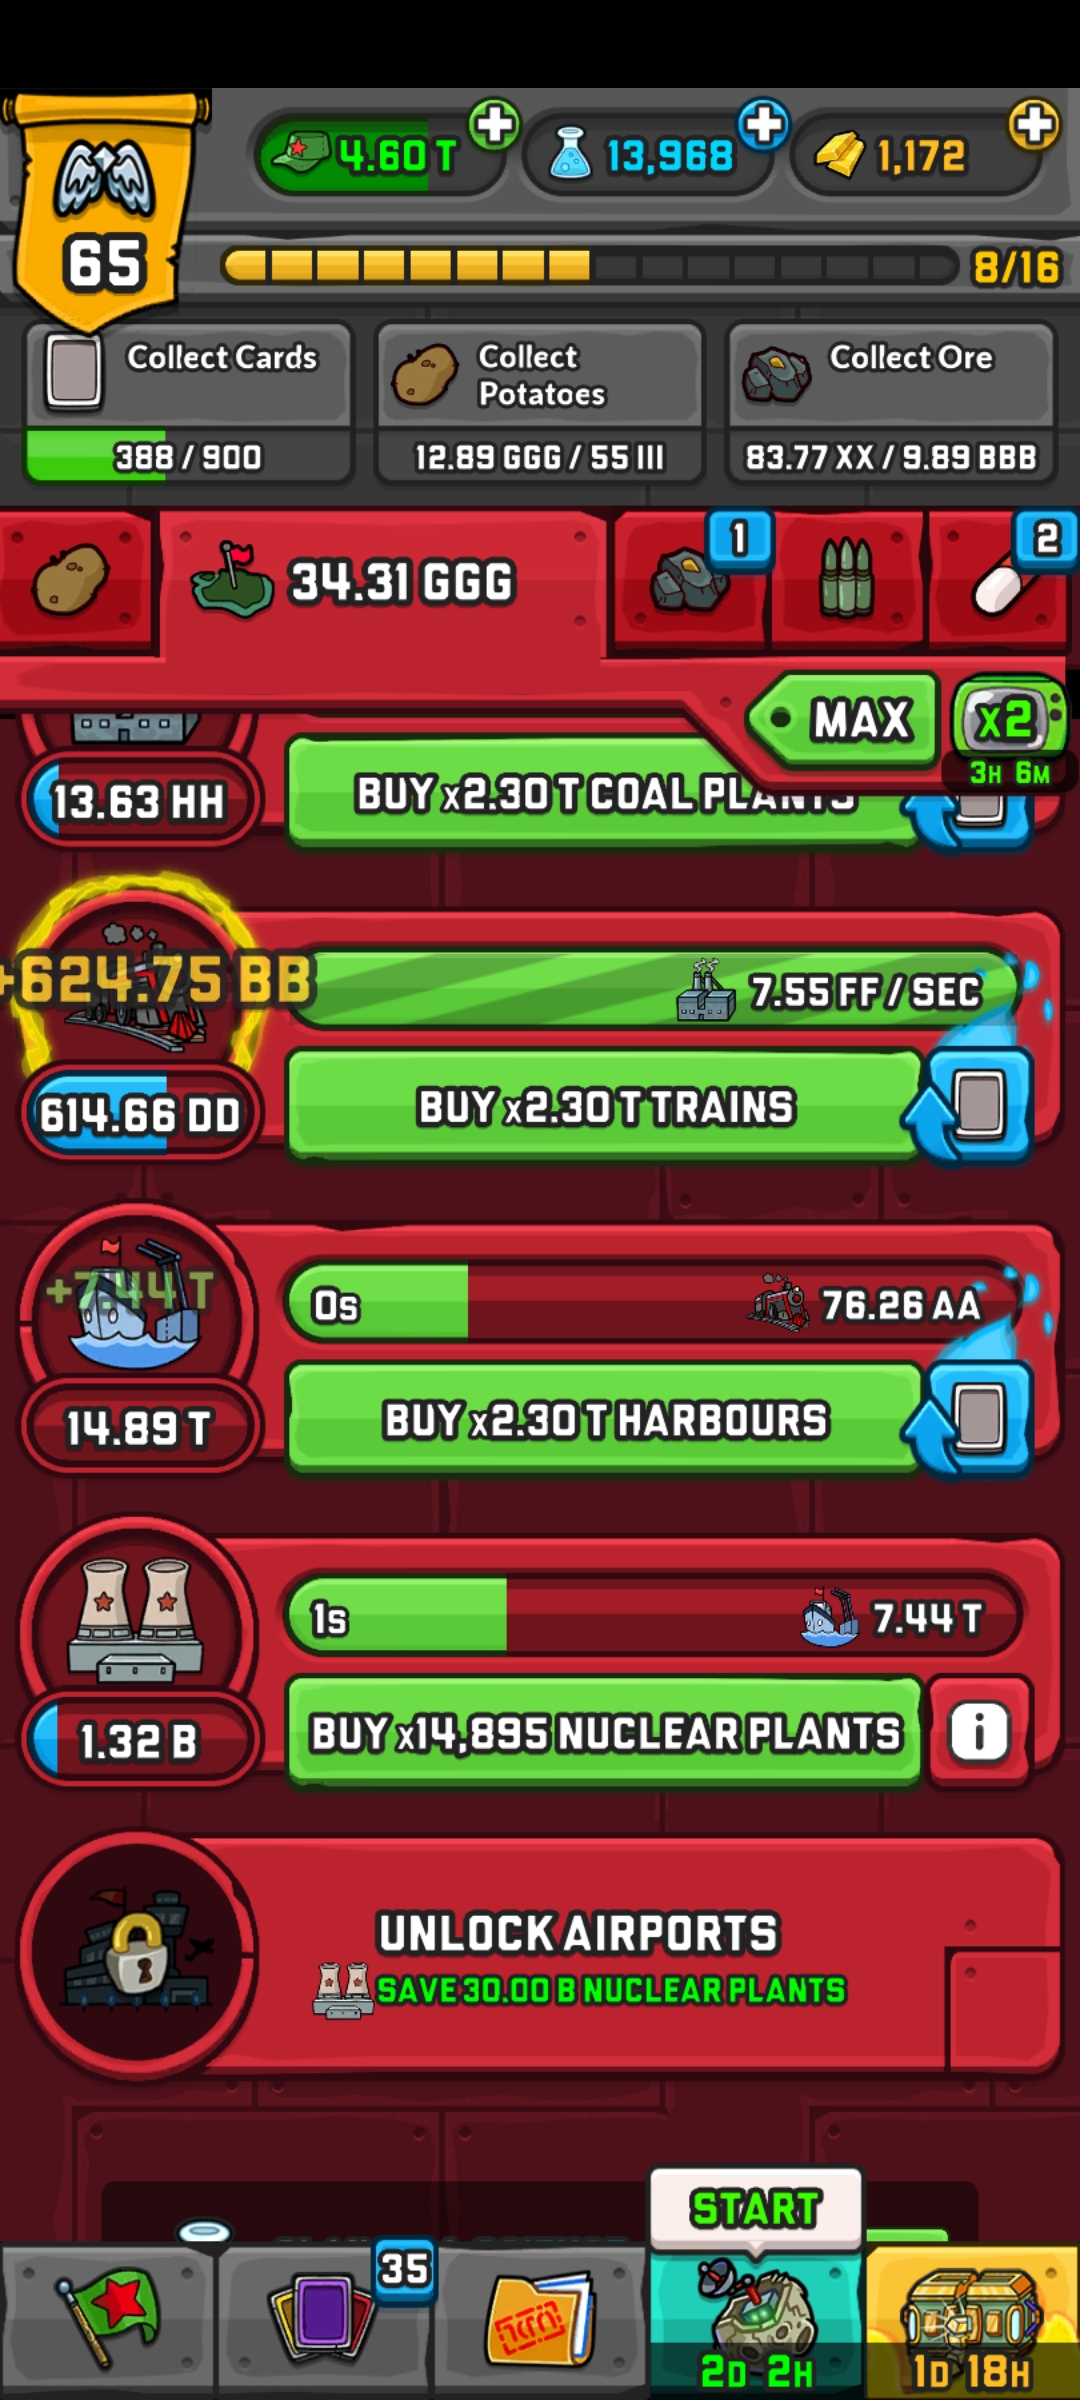 4.60 T
13,968
1,172
65
8/16
Collect Cards
388 / 900
Collect
Potatoes
12.89 GGG / 55 III
Collect Ore
83.77 XX / 9.89 BBB
34.31 GGG
1
2
MAX
x2
3H 6M
13.63 HH
BUY x2.30 T COAL PLANTS
+624.75 BB
7.55 FF / SEC
614.66 DD
BUY x2.30 T TRAINS
+7.44 T
0s
76.26 AA
14.89 T
BUY x2.30 T HARBOURS
1s
7.44 T
1.32 B
BUY x14,895 NUCLEAR PLANTS
i
UNLOCK AIRPORTS
SAVE 30.00 B NUCLEAR PLANTS
START
35
2D 2H
1D 18H